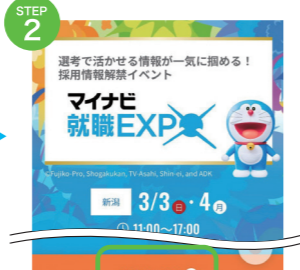 STEP
2
選考で活かせる情報が一気に掴める！
採用情報解禁イベント
マイナビ
就職EXPO
©Fujiko-Pro, Shogakukan, TV-Asahi, Shin-ei, and ADK
新潟 3/3 日・4 月
11:00～17:00